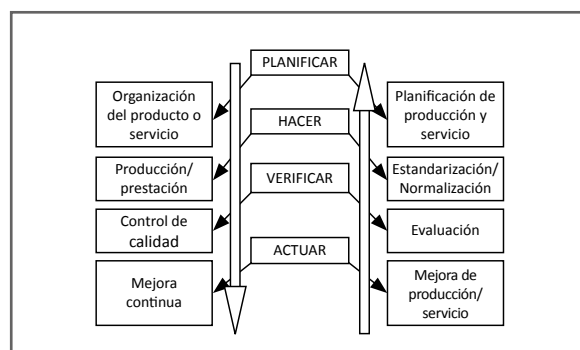 PLANIFICAR
Organización
del producto o
servicio
Planificación de
producción y
servicio
HACER
Producción/
prestación
Estandarización/
Normalización
VERIFICAR
Control de
calidad
Evaluación
ACTUAR
Mejora
continua
Mejora de
producción/
servicio